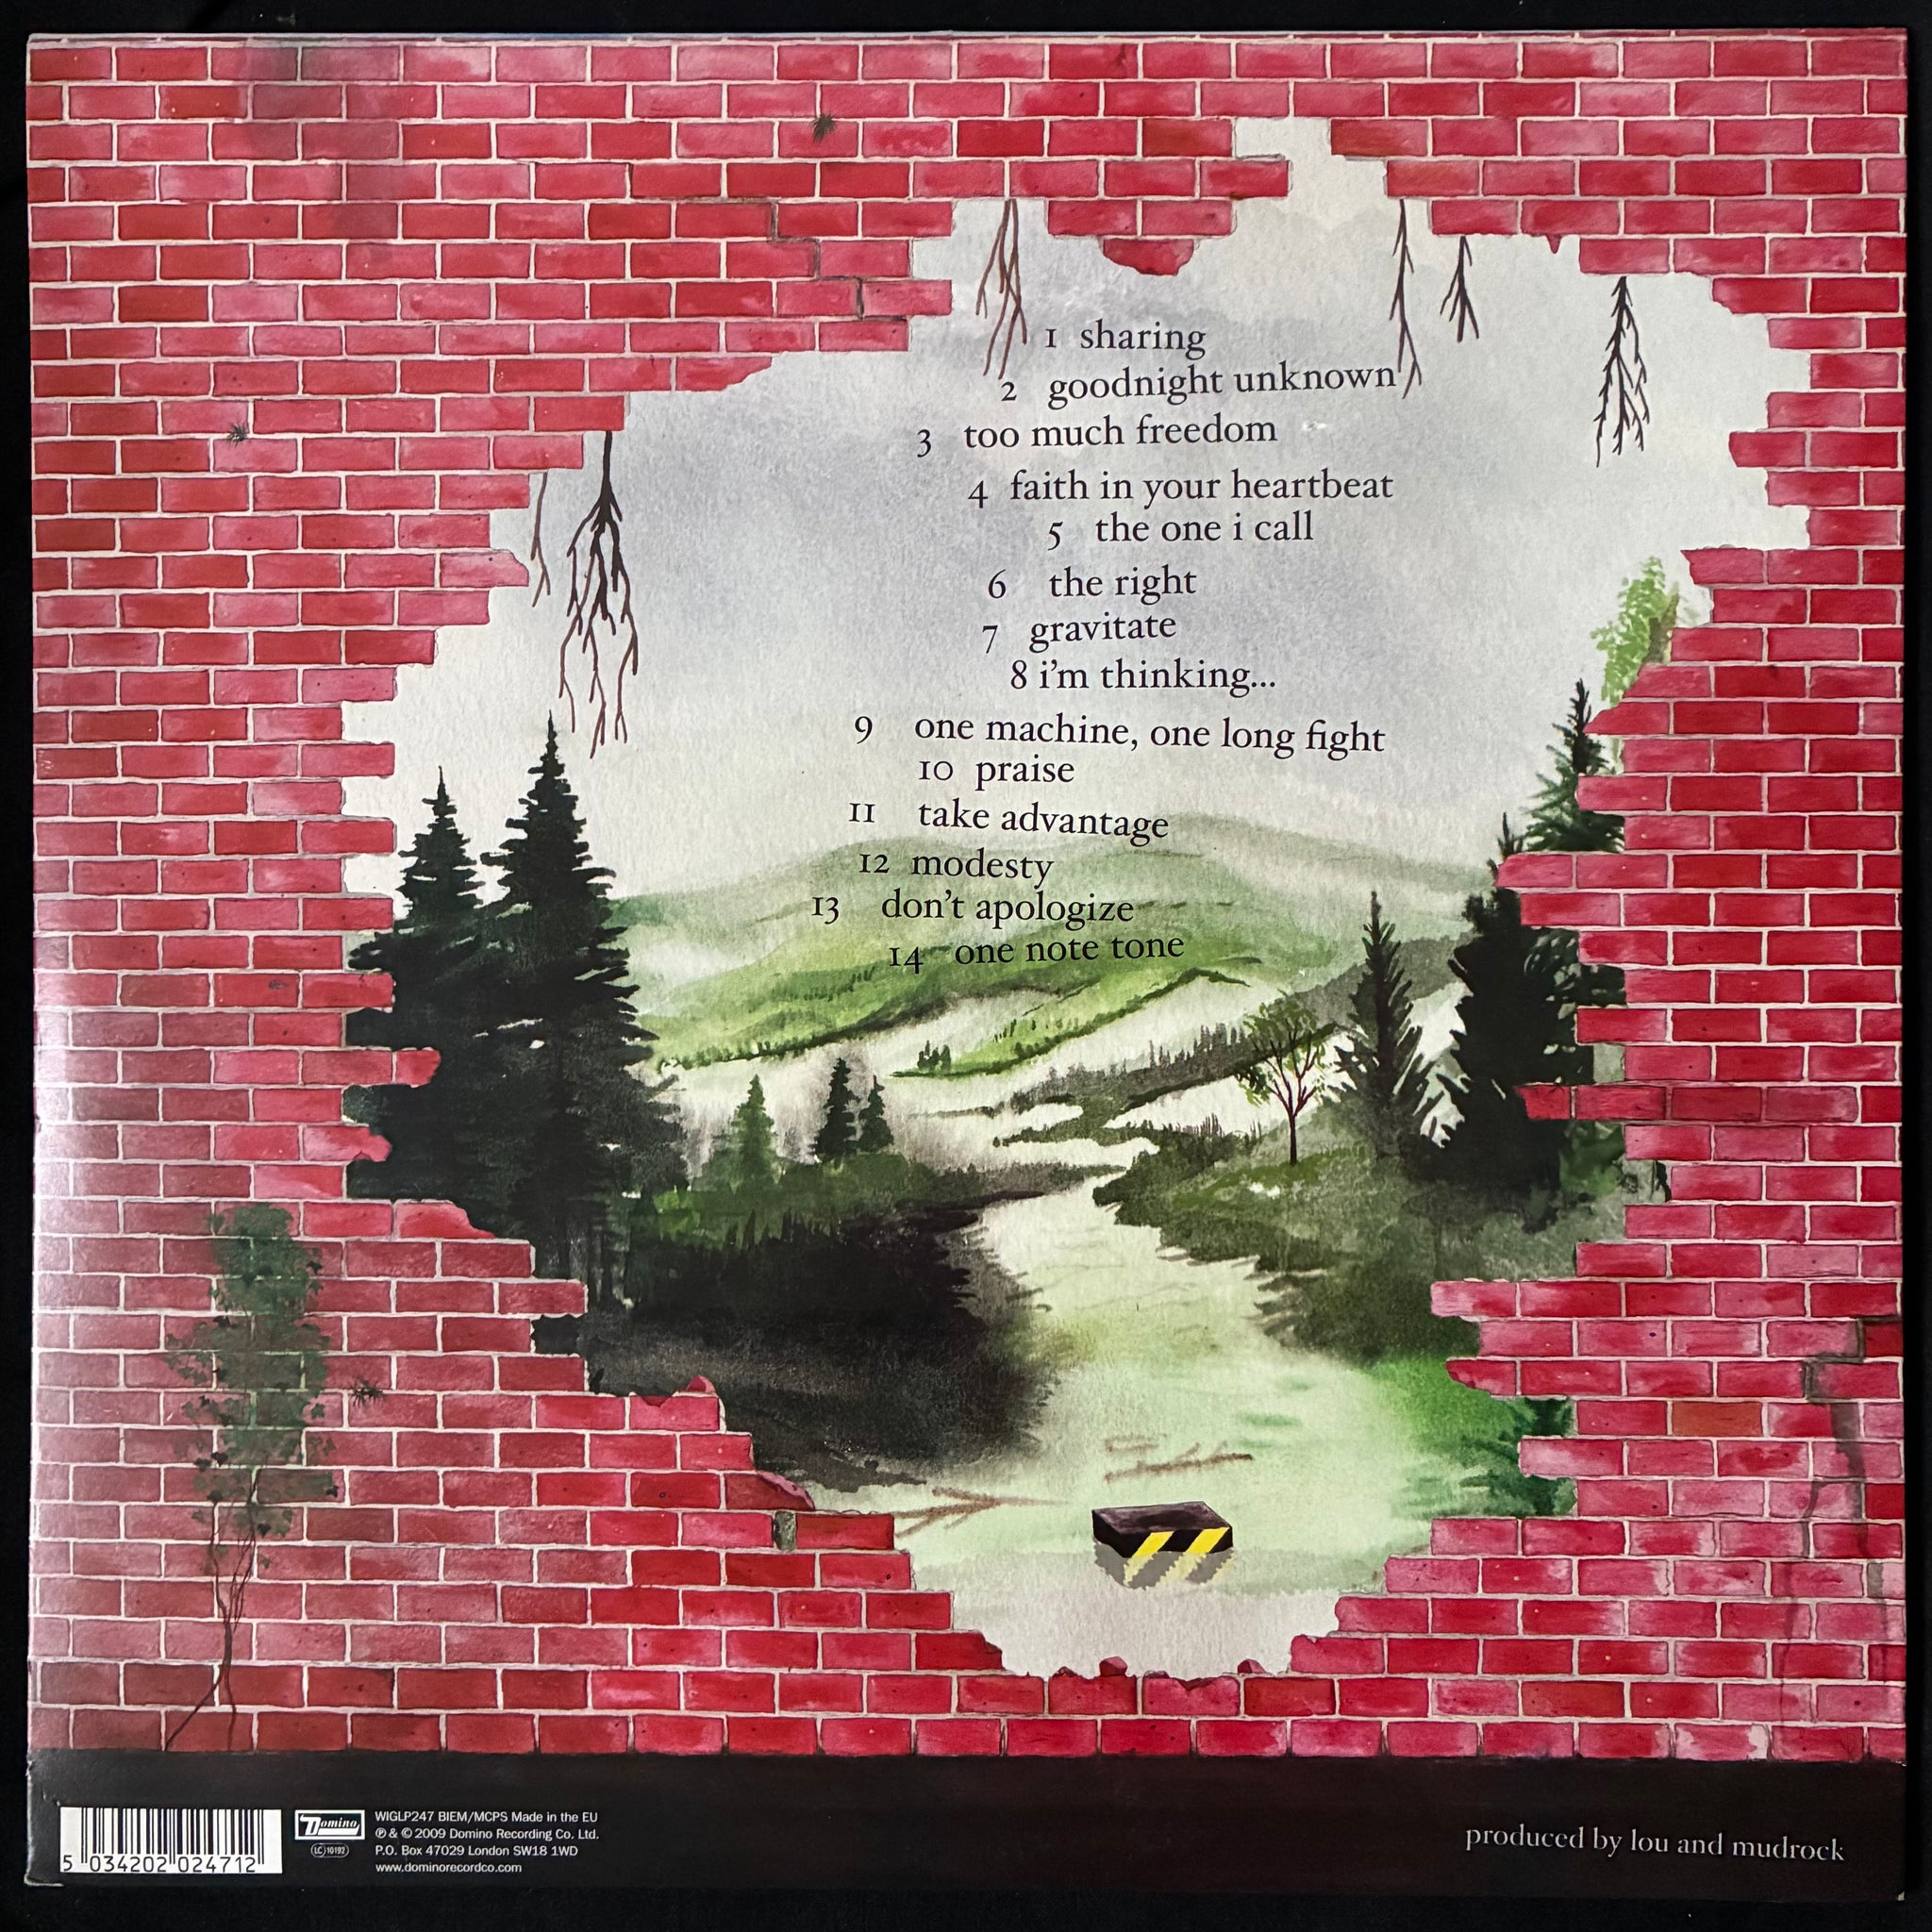 1 sharing
2 goodnight unknown
3 too much freedom
4 faith in your heartbeat
5 the one i call
6 the right
7 gravitate
8 i'm thinking...
9 one machine, one long fight
10 praise
11 take advantage
12 modesty
13 don't apologize
14 one note tone
5 034202 024712
Domino
LC 10192
WIGLP247 BIEM/MCPS Made in the EU
℗ & © 2009 Domino Recording Co. Ltd.
P.O. Box 47029 London SW18 1WD
www.dominorecordco.com
produced by lou and mudrock